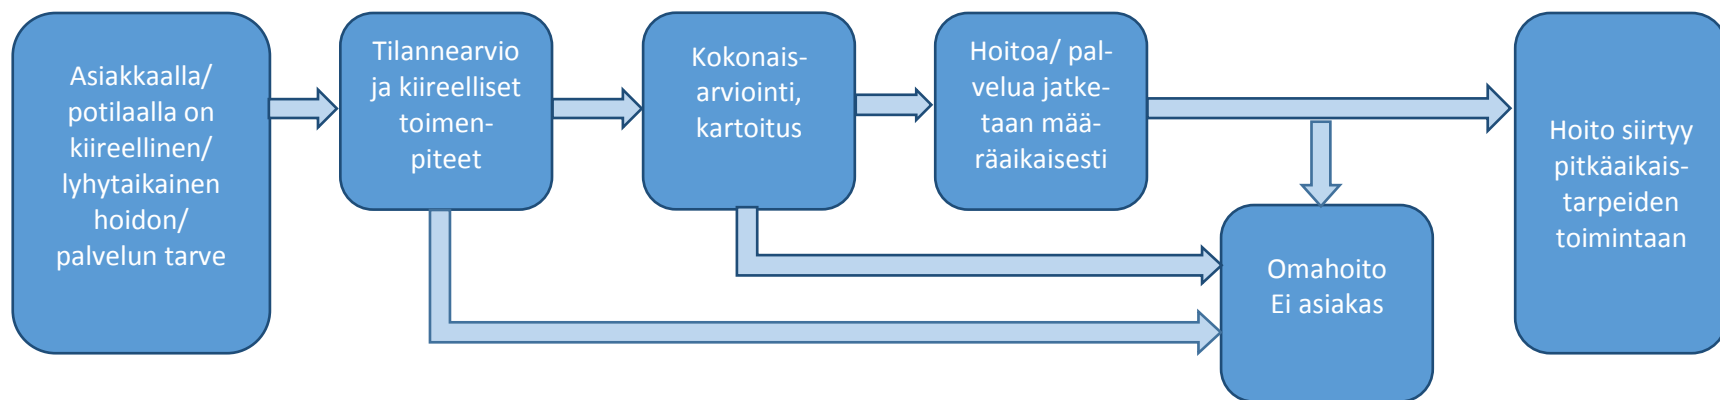 Asiakkaalla/
potilaalla on
kiireellinen/
lyhytaikainen
hoidon/
palvelun tarve
Tilannearvio
ja kiireelliset
toimen-
piteet
Kokonais-
arviointi,
kartoitus
Hoitoa/ pal-
velua jatke-
taan mää-
räaikaisesti
Omahoito
Ei asiakas
Hoito siirtyy
pitkäaikais-
tarpeiden
toimintaan